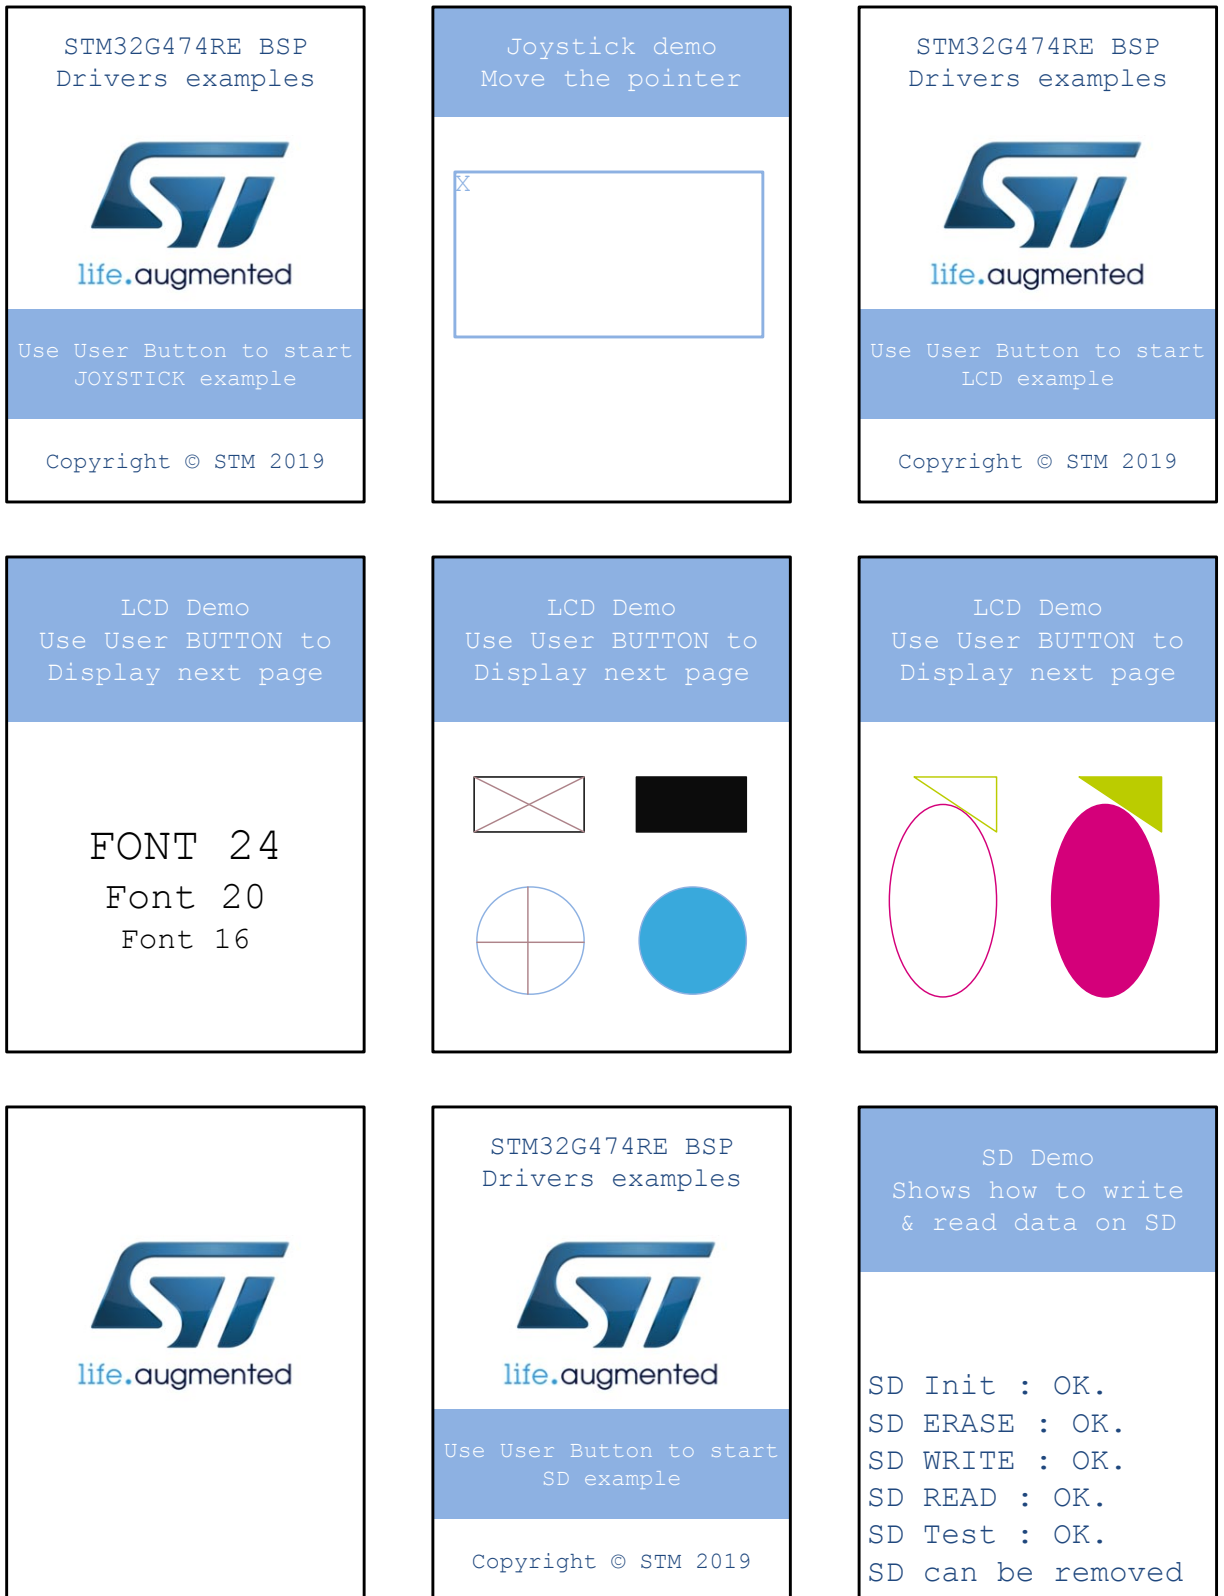 STM32G474RE BSP
Drivers examples
ST
life.augmented
Use User Button to start
JOYSTICK example
Copyright © STM 2019
Joystick demo
Move the pointer
X
STM32G474RE BSP
Drivers examples
ST
life.augmented
Use User Button to start
LCD example
Copyright © STM 2019
LCD Demo
Use User BUTTON to
Display next page
FONT 24
Font 20
Font 16
LCD Demo
Use User BUTTON to
Display next page
LCD Demo
Use User BUTTON to
Display next page
ST
life.augmented
STM32G474RE BSP
Drivers examples
ST
life.augmented
Use User Button to start
SD example
Copyright © STM 2019
SD Demo
Shows how to write
& read data on SD
SD Init : OK.
SD ERASE : OK.
SD WRITE : OK.
SD READ : OK.
SD Test : OK.
SD can be removed